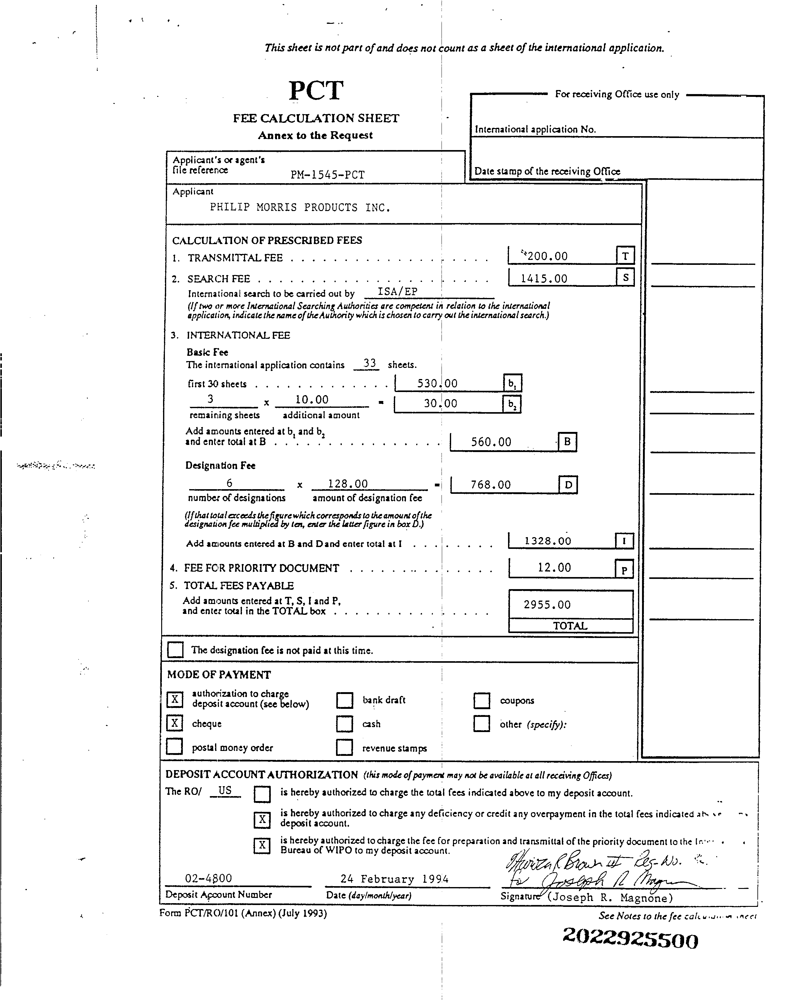 This sheet is not part of and does not count as a sheet of the international application.
PCT
FEE CALCULATION SHEET
Annex to the Request
For receiving Office use only
International application No.
Date stamp of the receiving Office
Applicant's or agent's
file reference PM-1545-PCT
Applicant
PHILIP MORRIS PRODUCTS INC.
CALCULATION OF PRESCRIBED FEES
1. TRANSMITTAL FEE . . . . . . . . . . . . . . . . . . 200.00 T
2. SEARCH FEE . . . . . . . . . . . . . . . . . . . . . 1415.00 S
International search to be carried out by ISA/EP
(If two or more International Searching Authorities are competent in relation to the international
application, indicate the name of the Authority which is chosen to carry out the international search.)
3. INTERNATIONAL FEE
Basic Fee
The international application contains 33 sheets.
first 30 sheets . . . . . . . . . . . . . 530.00 b1
3 x 10.00 = 30.00 b2
remaining sheets additional amount
Add amounts entered at b1 and b2
and enter total at B . . . . . . . . . . . . . . . . 560.00 B
Designation Fee
6 x 128.00 = 768.00 D
number of designations amount of designation fee
(If that total exceeds the figure which corresponds to the amount of the
designation fee multiplied by ten, enter the latter figure in box D.)
Add amounts entered at B and D and enter total at I . . . . . . . . 1328.00 I
4. FEE FOR PRIORITY DOCUMENT . . . . . . . . . . . . . 12.00 P
5. TOTAL FEES PAYABLE
Add amounts entered at T, S, I and P,
and enter total in the TOTAL box . . . . . . . . . . . . . . . 2955.00
TOTAL
The designation fee is not paid at this time.
MODE OF PAYMENT
X authorization to charge
deposit account (see below) bank draft coupons
X cheque cash other (specify):
postal money order revenue stamps
DEPOSIT ACCOUNT AUTHORIZATION (this mode of payment may not be available at all receiving Offices)
The RO/ US is hereby authorized to charge the total fees indicated above to my deposit account.
X is hereby authorized to charge any deficiency or credit any overpayment in the total fees indicated
deposit account.
X is hereby authorized to charge the fee for preparation and transmittal of the priority document to the
Bureau of WIPO to my deposit account.
Brown III Reg. No.
for Joseph R Magnone
02-4800 24 February 1994
Deposit Account Number Date (day/month/year) Signature (Joseph R. Magnone)
Form PCT/RO/101 (Annex) (July 1993) See Notes to the fee calculation sheet
2022925500